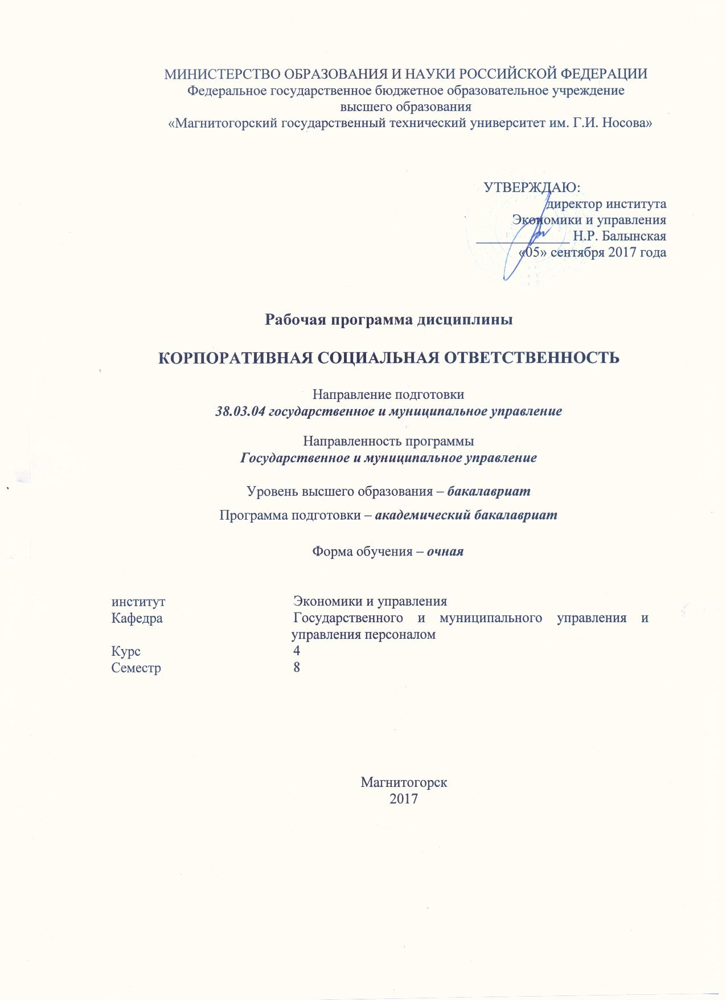 МИНИСТЕРСТВО ОБРАЗОВАНИЯ И НАУКИ РОССИЙСКОЙ ФЕДЕРАЦИИ
Федеральное государственное бюджетное образовательное учреждение
высшего образования
«Магнитогорский государственный технический университет им. Г.И. Носова»
УТВЕРЖДАЮ:
директор института
Экономики и управления
_____________ Н.Р. Балынская
«05» сентября 2017 года
Рабочая программа дисциплины
КОРПОРАТИВНАЯ СОЦИАЛЬНАЯ ОТВЕТСТВЕННОСТЬ
Направление подготовки
38.03.04 государственное и муниципальное управление
Направленность программы
Государственное и муниципальное управление
Уровень высшего образования – бакалавриат
Программа подготовки – академический бакалавриат
Форма обучения – очная
институт Экономики и управления
Кафедра Государственного и муниципального управления и
управления персоналом
Курс 4
Семестр 8
Магнитогорск
2017